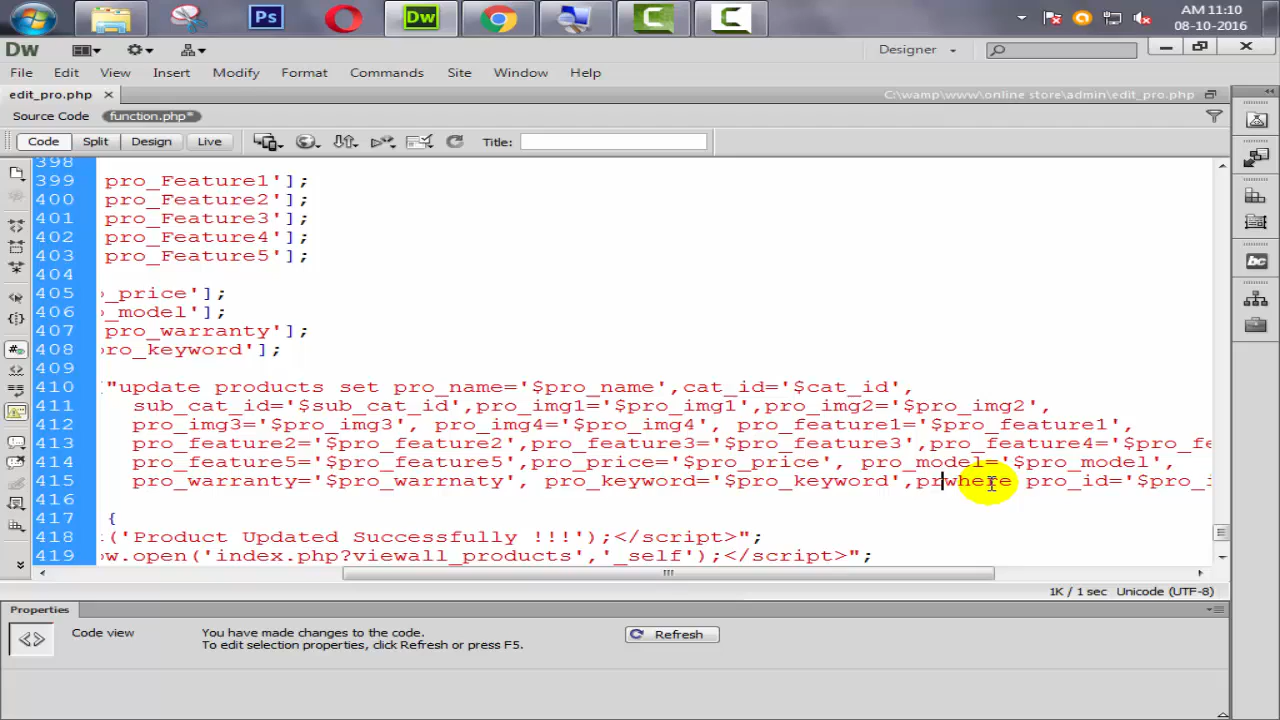 Ps
Dw
AM 11:10
08-10-2016
Dw
Designer
File Edit View Insert Modify Format Commands Site Window Help
edit_pro.php
C:\wamp\www\online store\admin\edit_pro.php
Source Code function.php*
Code Split Design Live Title:
398
399 pro_Feature1'];
400 pro_Feature2'];
401 pro_Feature3'];
402 pro_Feature4'];
403 pro_Feature5'];
404
405 o_price'];
406 o_model'];
407 pro_warranty'];
408 pro_keyword'];
409
410 "update products set pro_name='$pro_name',cat_id='$cat_id',
411 sub_cat_id='$sub_cat_id',pro_img1='$pro_img1',pro_img2='$pro_img2',
412 pro_img3='$pro_img3', pro_img4='$pro_img4', pro_feature1='$pro_feature1',
413 pro_feature2='$pro_feature2',pro_feature3='$pro_feature3',pro_feature4='$pro_fe
414 pro_feature5='$pro_feature5',pro_price='$pro_price', pro_model='$pro_model',
415 pro_warranty='$pro_warrnaty', pro_keyword='$pro_keyword',prwhere pro_id='$pro_i
416
417 {
418 ('Product Updated Successfully !!!');</script>";
419 ow.open('index.php?viewall_products','_self');</script>";
1K / 1 sec Unicode (UTF-8)
Properties
Code view
You have made changes to the code.
To edit selection properties, click Refresh or press F5.
Refresh